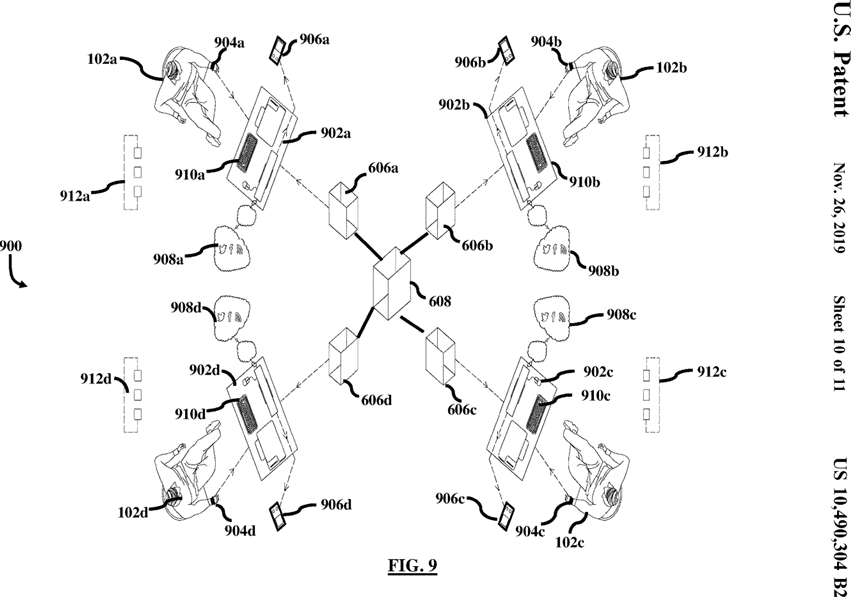 U.S. Patent Nov. 26, 2019 Sheet 10 of 11 US 10,490,304 B2
904a 906a 906b 904b
102a 102b
902a 902b
910a 910b
912a 912b
606a 606b
908a 908b
900
608
908d 908c
902d 902c
912d 912c
910d 910c
606d 606c
906d 906c
102d 904d 904c 102c
FIG. 9